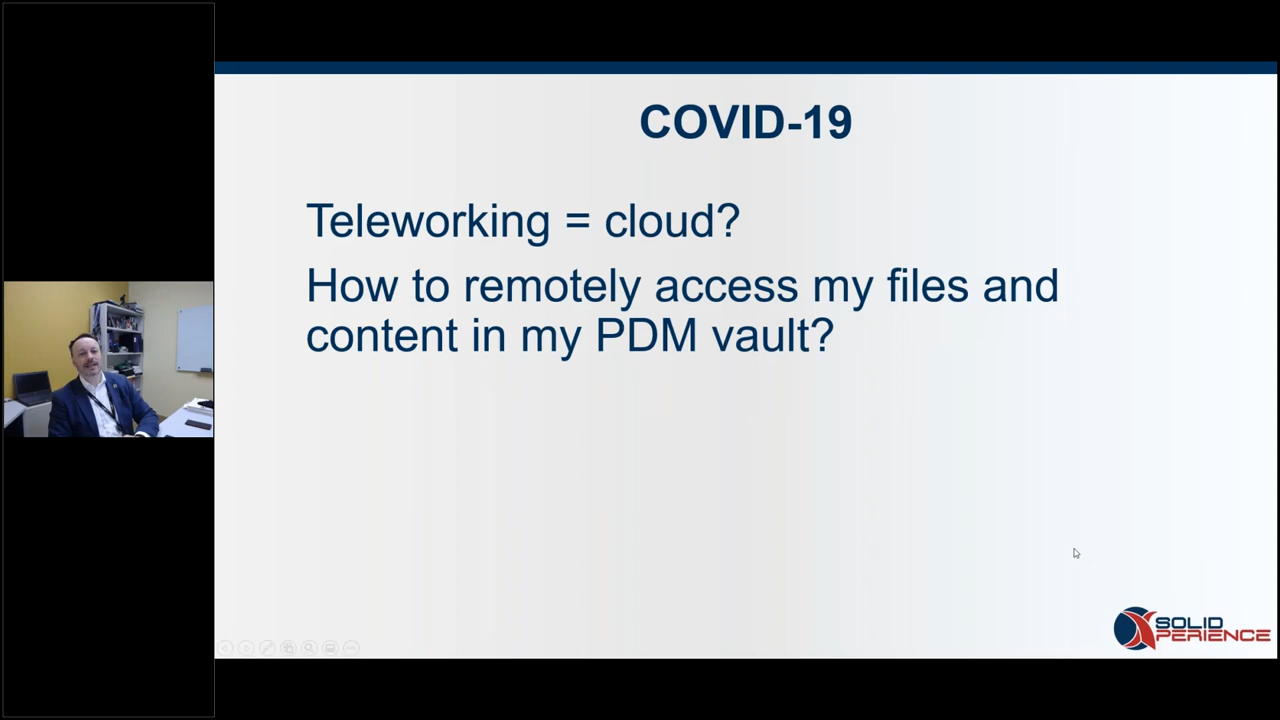 COVID-19
Teleworking = cloud?
How to remotely access my files and
content in my PDM vault?
SOLID
XPERIENCE